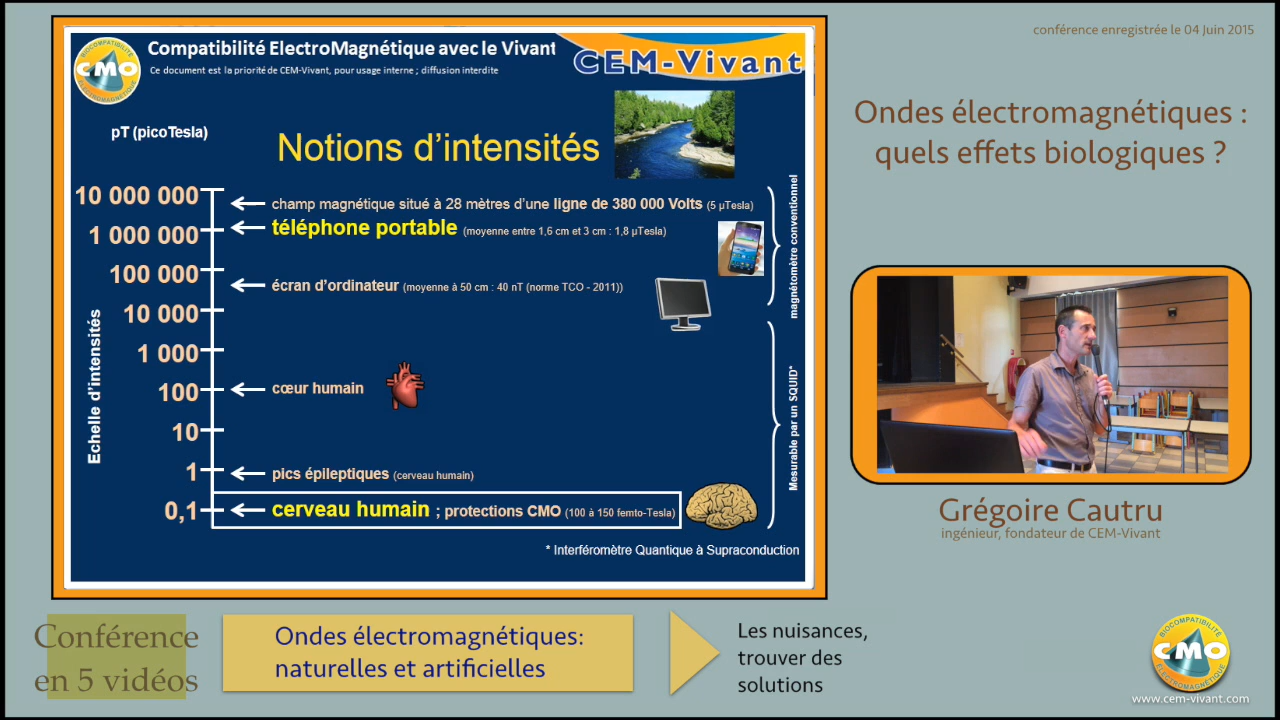 conférence enregistrée le 04 Juin 2015
BIOCOMPATIBILITÉ
CMO
ELECTROMAGNÉTIQUE
Compatibilité ElectroMagnétique avec le Vivant
Ce document est la priorité de CEM-Vivant, pour usage interne ; diffusion interdite
CEM-Vivant
pT (picoTesla)
Notions d'intensités
Echelle d'intensités
10 000 000
champ magnétique situé à 28 mètres d'une ligne de 380 000 Volts (5 µTesla)
1 000 000
téléphone portable (moyenne entre 1,6 cm et 3 cm : 1,8 µTesla)
100 000
écran d'ordinateur (moyenne à 50 cm : 40 nT (norme TCO - 2011))
10 000
1 000
100
cœur humain
10
1
pics épileptiques (cerveau humain)
0,1
cerveau humain ; protections CMO (100 à 150 femto-Tesla)
magnétomètre conventionnel
Mesurable par un SQUID*
* Interféromètre Quantique à Supraconduction
Ondes électromagnétiques :
quels effets biologiques ?
Grégoire Cautru
ingénieur, fondateur de CEM-Vivant
Conférence
en 5 vidéos
Ondes électromagnétiques:
naturelles et artificielles
Les nuisances,
trouver des
solutions
BIOCOMPATIBILITÉ
CMO
ELECTROMAGNÉTIQUE
www.cem-vivant.com